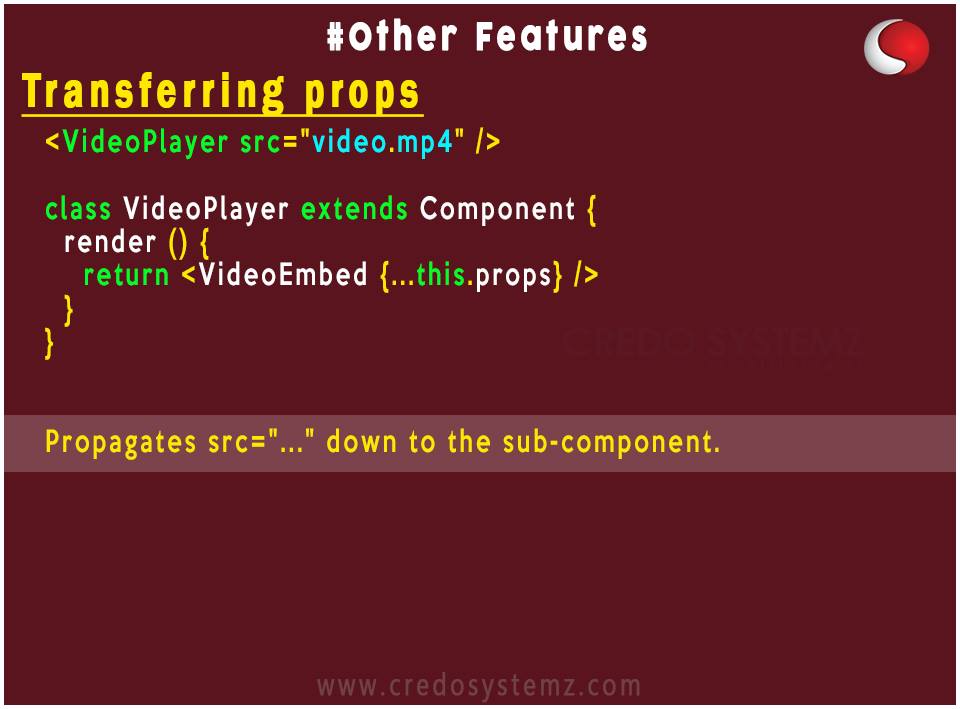 #Other Features
Transferring props
<VideoPlayer src="video.mp4" />
class VideoPlayer extends Component {
render () {
return <VideoEmbed {...this.props} />
}
}
CREDO SYSTEMZ
Propagates src="..." down to the sub-component.
www.credosystemz.com